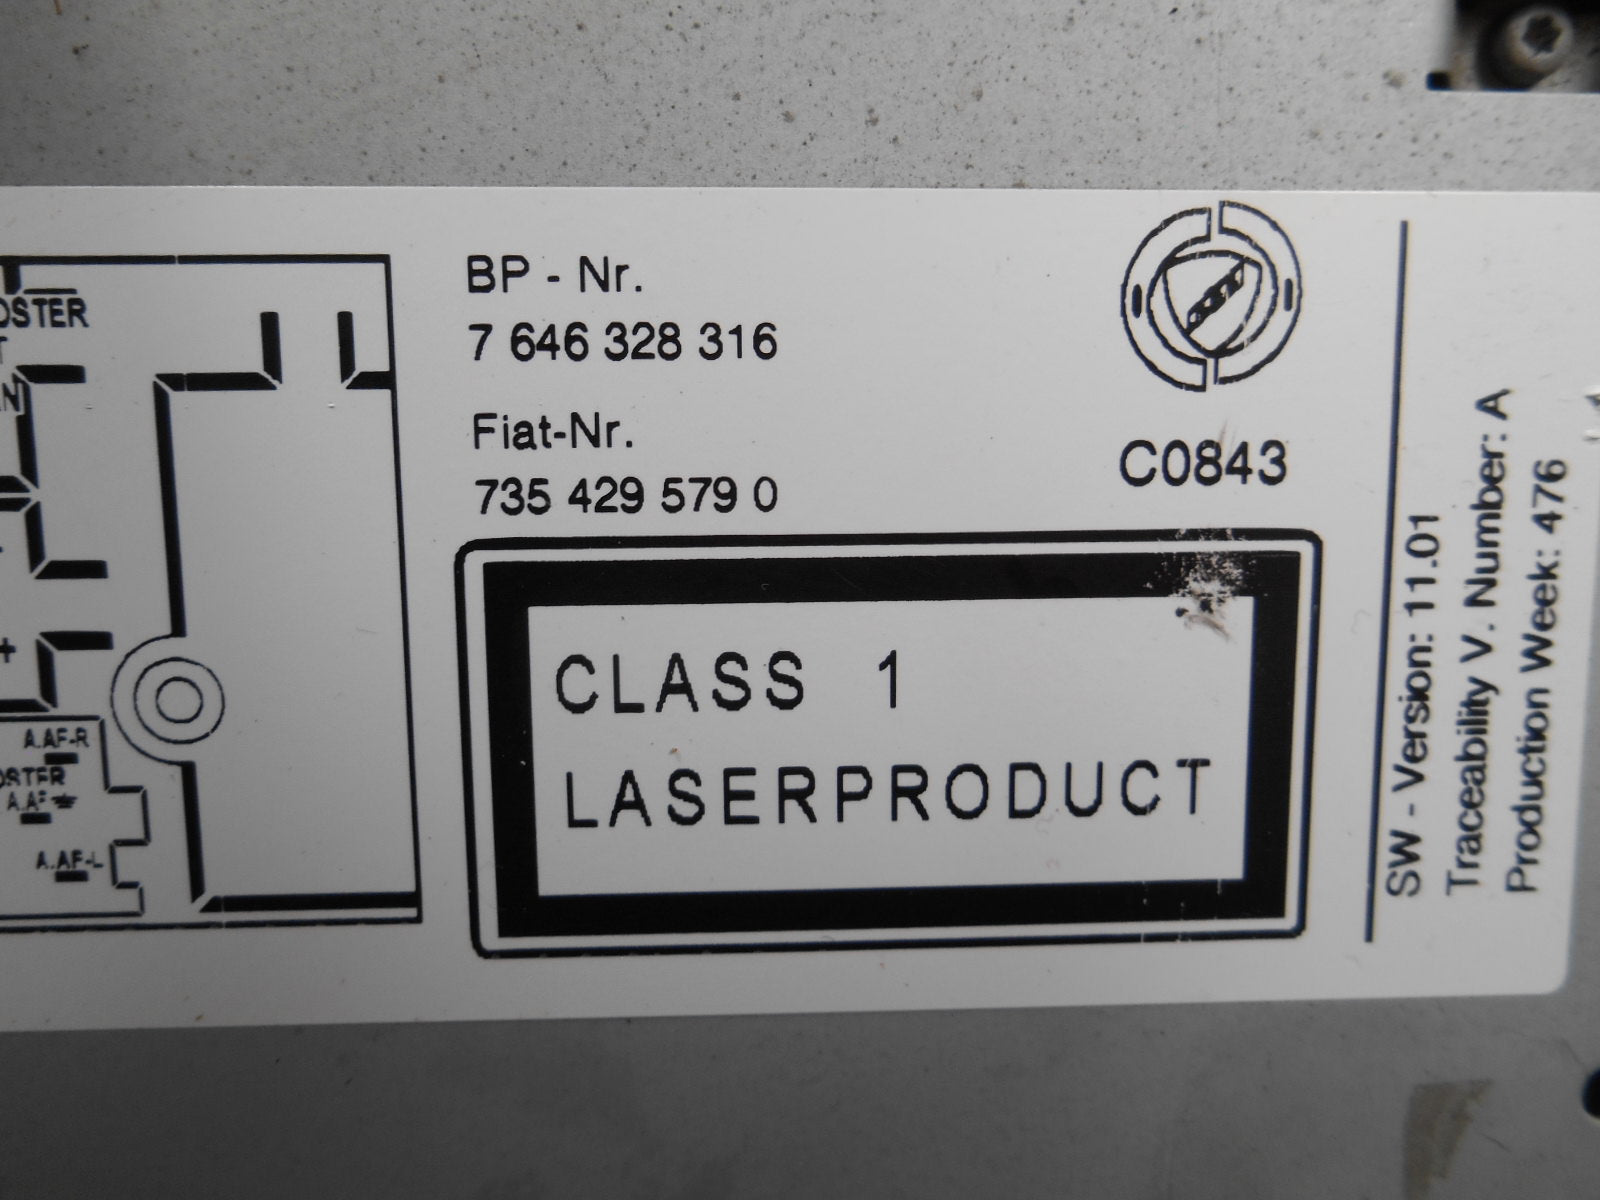 BP - Nr.
7 646 328 316
Fiat-Nr.
735 429 579 0
C0843
CLASS 1
LASERPRODUCT
SW - Version: 11.01
Traceability V. Number: A
Production Week: 476
A.AF-R
A.AF-L